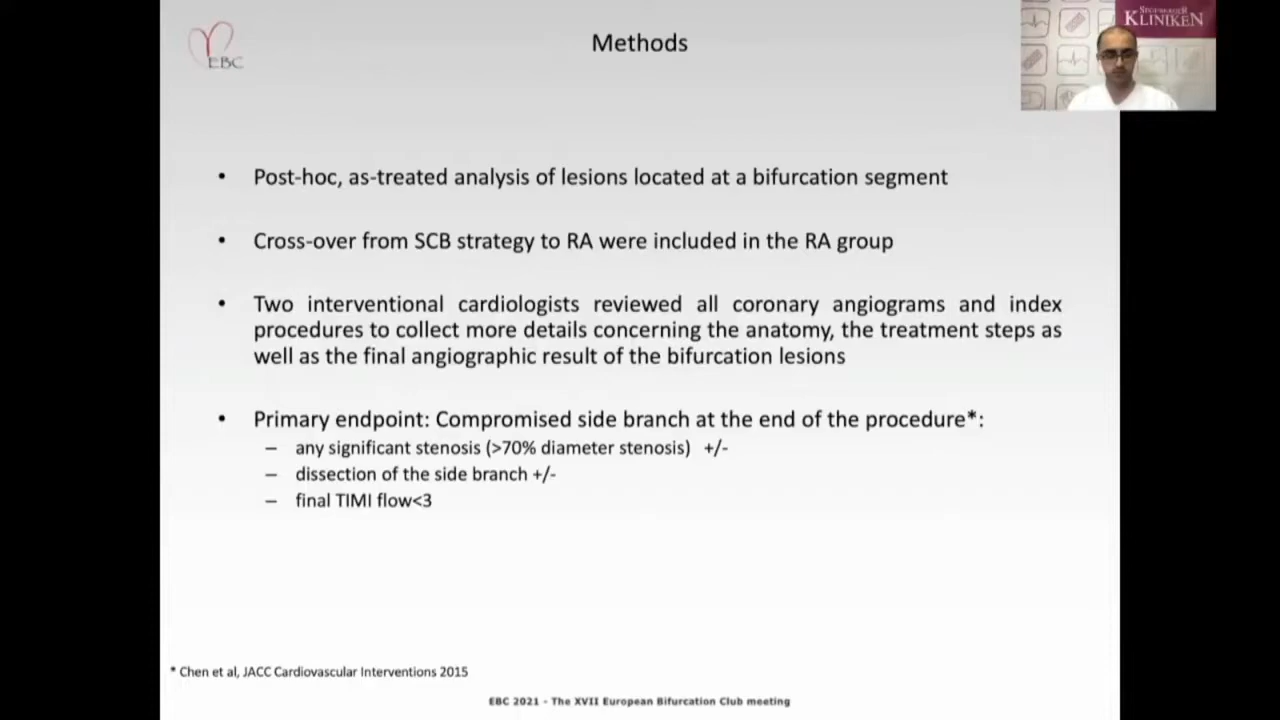 EBC
Methods
SEGEBERGER
KLINIKEN
• Post-hoc, as-treated analysis of lesions located at a bifurcation segment
• Cross-over from SCB strategy to RA were included in the RA group
• Two interventional cardiologists reviewed all coronary angiograms and index
procedures to collect more details concerning the anatomy, the treatment steps as
well as the final angiographic result of the bifurcation lesions
• Primary endpoint: Compromised side branch at the end of the procedure*:
– any significant stenosis (>70% diameter stenosis) +/-
– dissection of the side branch +/-
– final TIMI flow<3
* Chen et al, JACC Cardiovascular Interventions 2015
EBC 2021 - The XVII European Bifurcation Club meeting